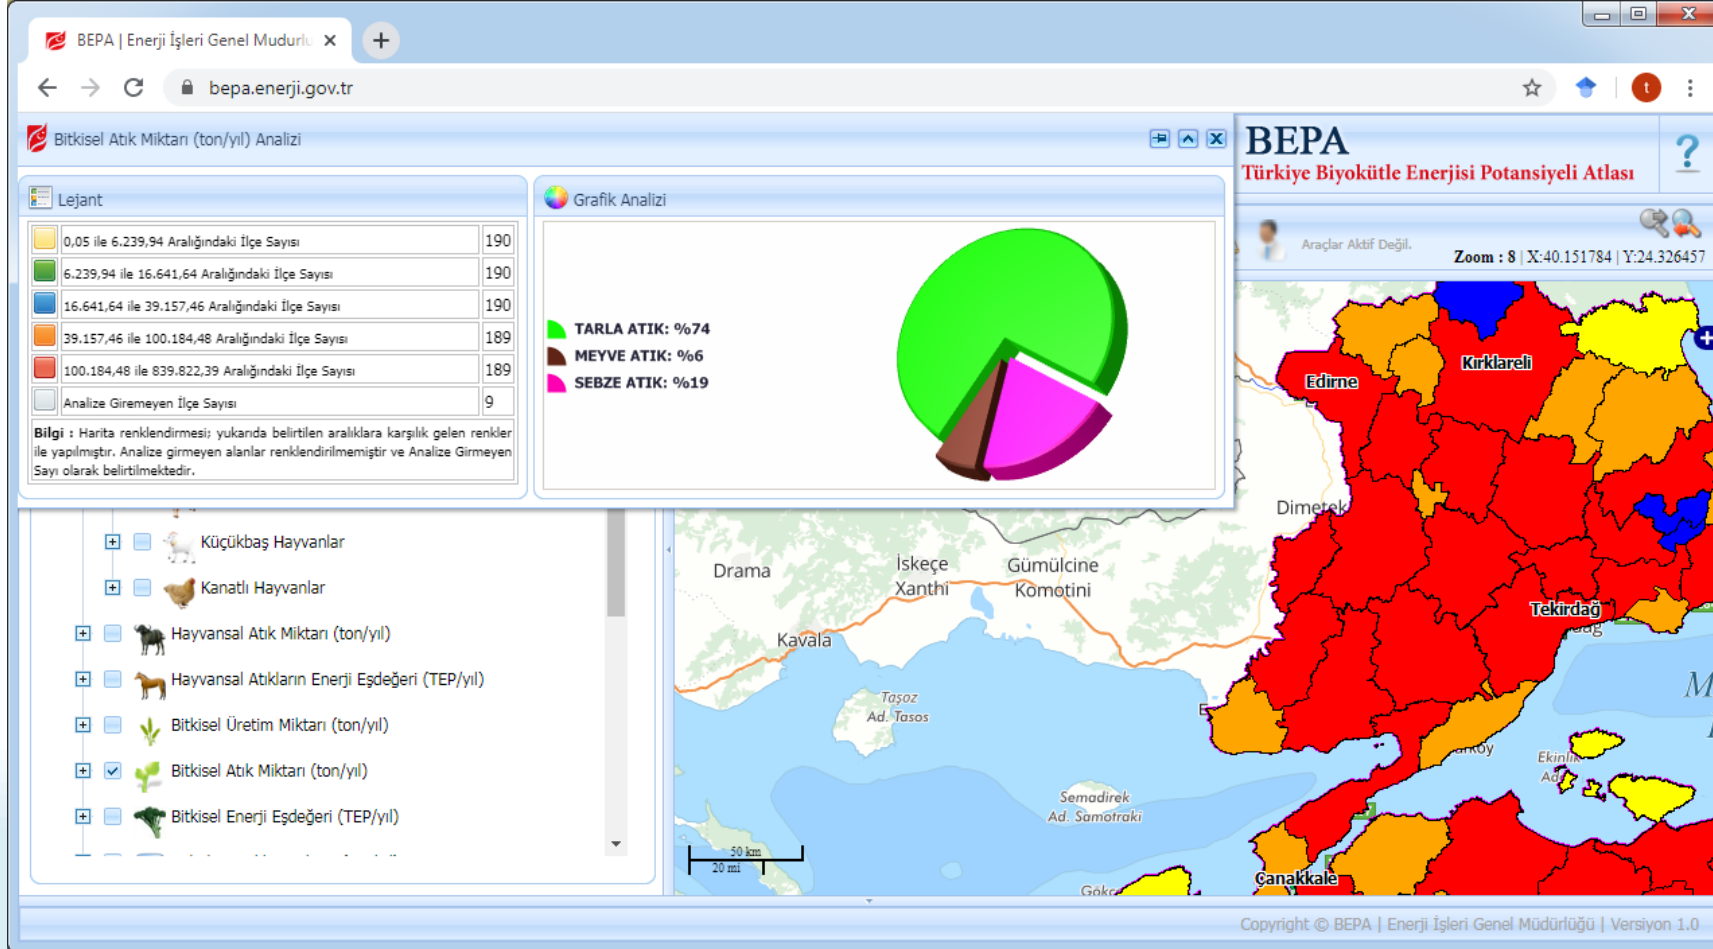 BEPA | Enerji İşleri Genel Mudurlu
bepa.enerji.gov.tr
t
Bitkisel Atık Miktarı (ton/yıl) Analizi
BEPA
Türkiye Biyokütle Enerjisi Potansiyeli Atlası
?
Lejant
0,05 ile 6.239,94 Aralığındaki İlçe Sayısı 190
6.239,94 ile 16.641,64 Aralığındaki İlçe Sayısı 190
16.641,64 ile 39.157,46 Aralığındaki İlçe Sayısı 190
39.157,46 ile 100.184,48 Aralığındaki İlçe Sayısı 189
100.184,48 ile 839.822,39 Aralığındaki İlçe Sayısı 189
Analize Giremeyen İlçe Sayısı 9
Bilgi : Harita renklendirmesi; yukarıda belirtilen aralıklara karşılık gelen renkler
ile yapılmıştır. Analize girmeyen alanlar renklendirilmemiştir ve Analize Girmeyen
Sayı olarak belirtilmektedir.
Grafik Analizi
TARLA ATIK: %74
MEYVE ATIK: %6
SEBZE ATIK: %19
Araçlar Aktif Değil.
Zoom : 8 | X:40.151784 | Y:24.326457
Küçükbaş Hayvanlar
Kanatlı Hayvanlar
Hayvansal Atık Miktarı (ton/yıl)
Hayvansal Atıkların Enerji Eşdeğeri (TEP/yıl)
Bitkisel Üretim Miktarı (ton/yıl)
Bitkisel Atık Miktarı (ton/yıl)
Bitkisel Enerji Eşdeğeri (TEP/yıl)
Kırklareli
Edirne
Dimetek
Drama
İskeçe
Xanthi
Gümülcine
Komotini
Tekirdağ
Kavala
Taşoz
Ad. Tasos
M
Ekinlik
Ad
Semadirek
Ad. Samotraki
50 km
20 mi
Çanakkale
Gökç
Copyright © BEPA | Enerji İşleri Genel Müdürlüğü | Versiyon 1.0